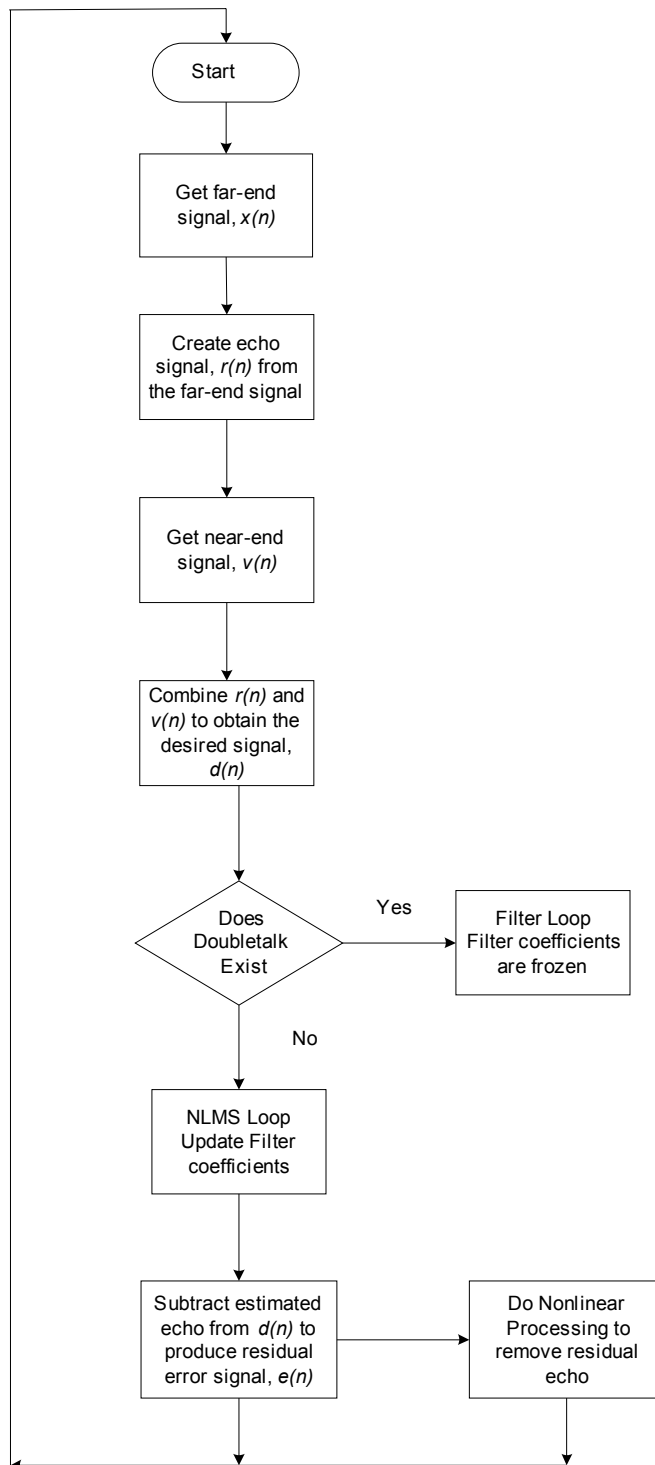 Start
Get far-end
signal, x(n)
Create echo
signal, r(n) from
the far-end signal
Get near-end
signal, v(n)
Combine r(n) and
v(n) to obtain the
desired signal,
d(n)
Does
Doubletalk
Exist
Yes
Filter Loop
Filter coefficients
are frozen
No
NLMS Loop
Update Filter
coefficients
Subtract estimated
echo from d(n) to
produce residual
error signal, e(n)
Do Nonlinear
Processing to
remove residual
echo